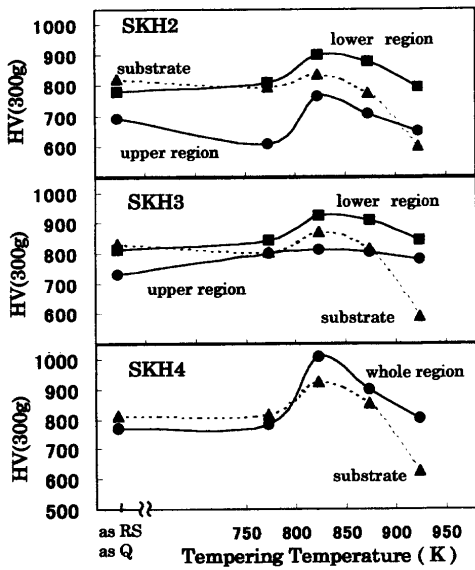 SKH2
lower region
substrate
upper region
HV(300g)
1000
900
800
700
600
SKH3
lower region
upper region
substrate
HV(300g)
1000
900
800
700
600
SKH4
whole region
substrate
HV(300g)
1000
900
800
700
600
500
as RS
as Q
750 800 850 900 950
Tempering Temperature ( K )